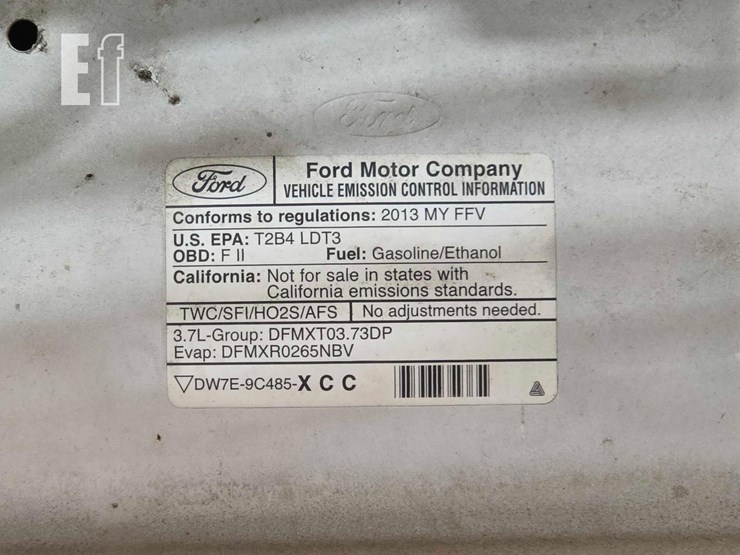 Ef
Ford
Ford
Ford Motor Company
VEHICLE EMISSION CONTROL INFORMATION
Conforms to regulations: 2013 MY FFV
U.S. EPA: T2B4 LDT3
OBD: F II Fuel: Gasoline/Ethanol
California: Not for sale in states with
California emissions standards.
TWC/SFI/HO2S/AFS No adjustments needed.
3.7L-Group: DFMXT03.73DP
Evap: DFMXR0265NBV
DW7E-9C485-X C C